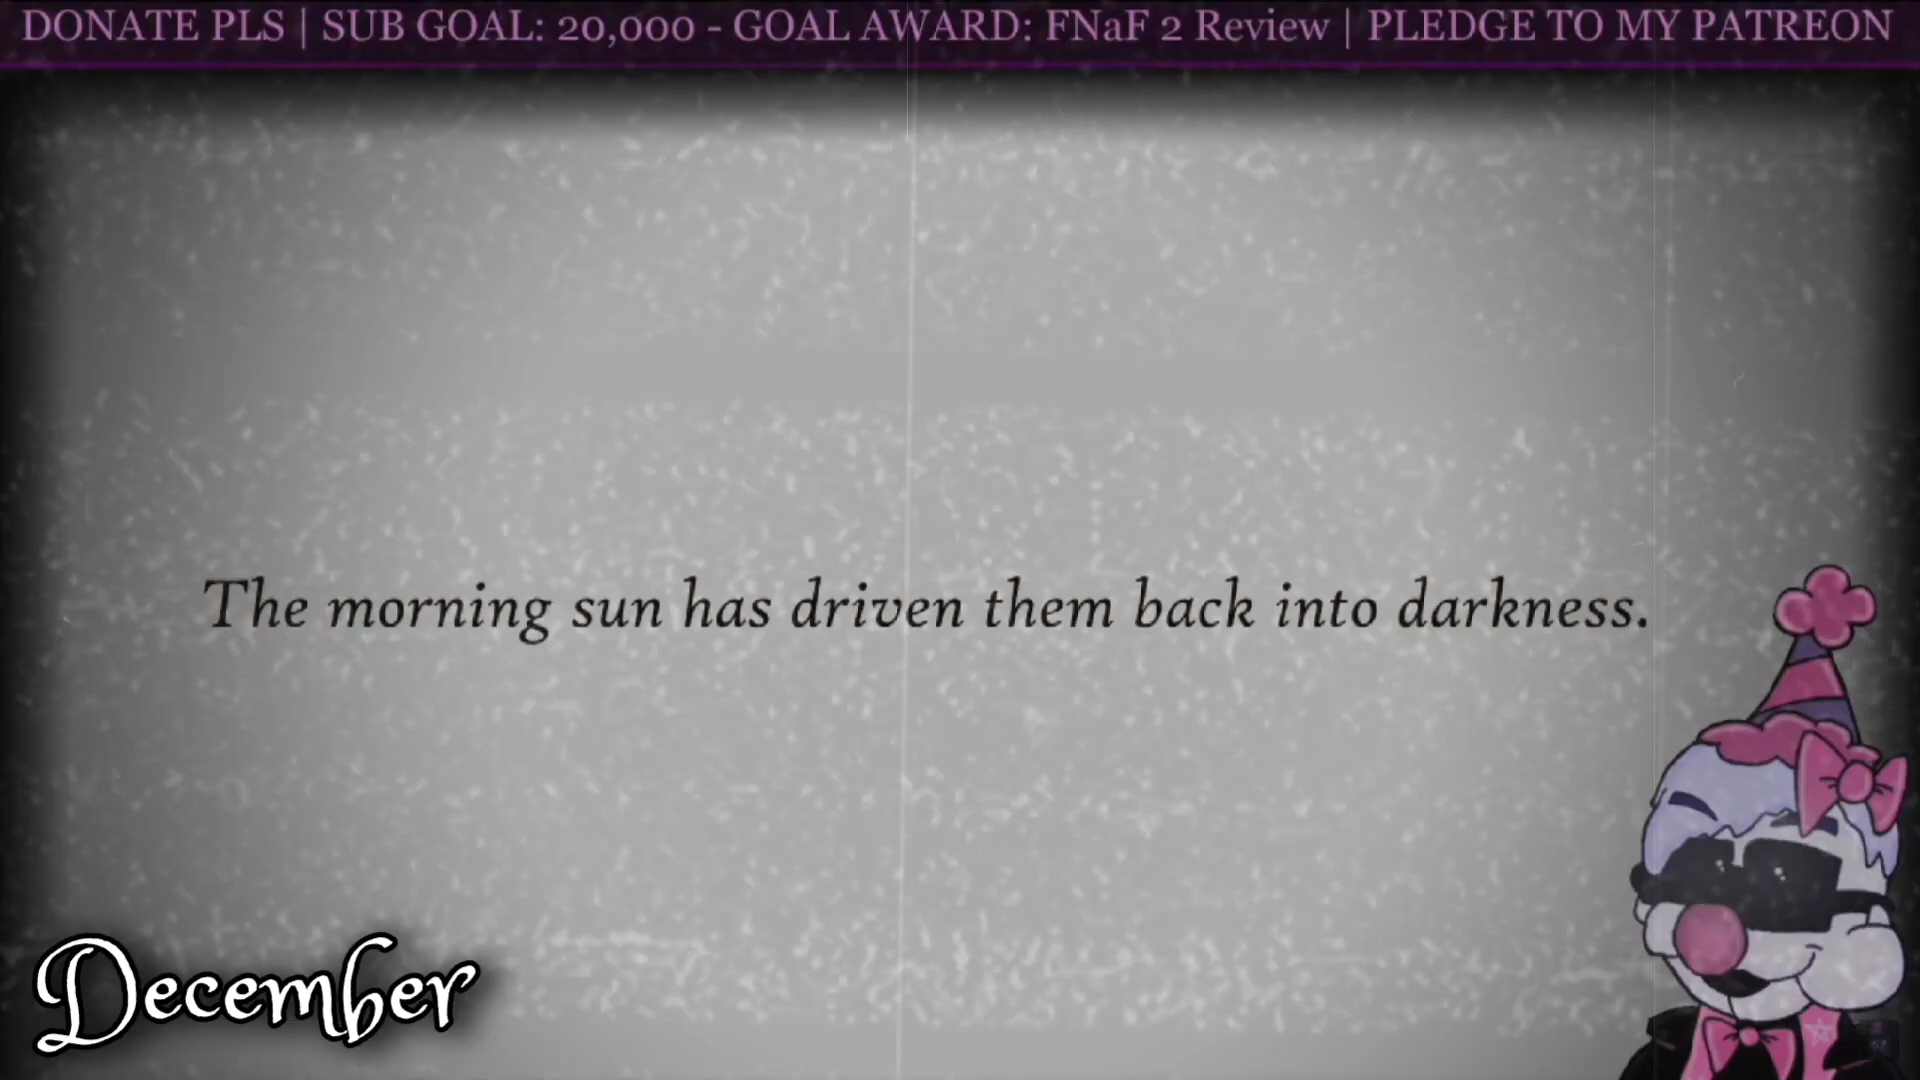 DONATE PLS | SUB GOAL: 20,000 - GOAL AWARD: FNaF 2 Review | PLEDGE TO MY PATREON
The morning sun has driven them back into darkness.
December